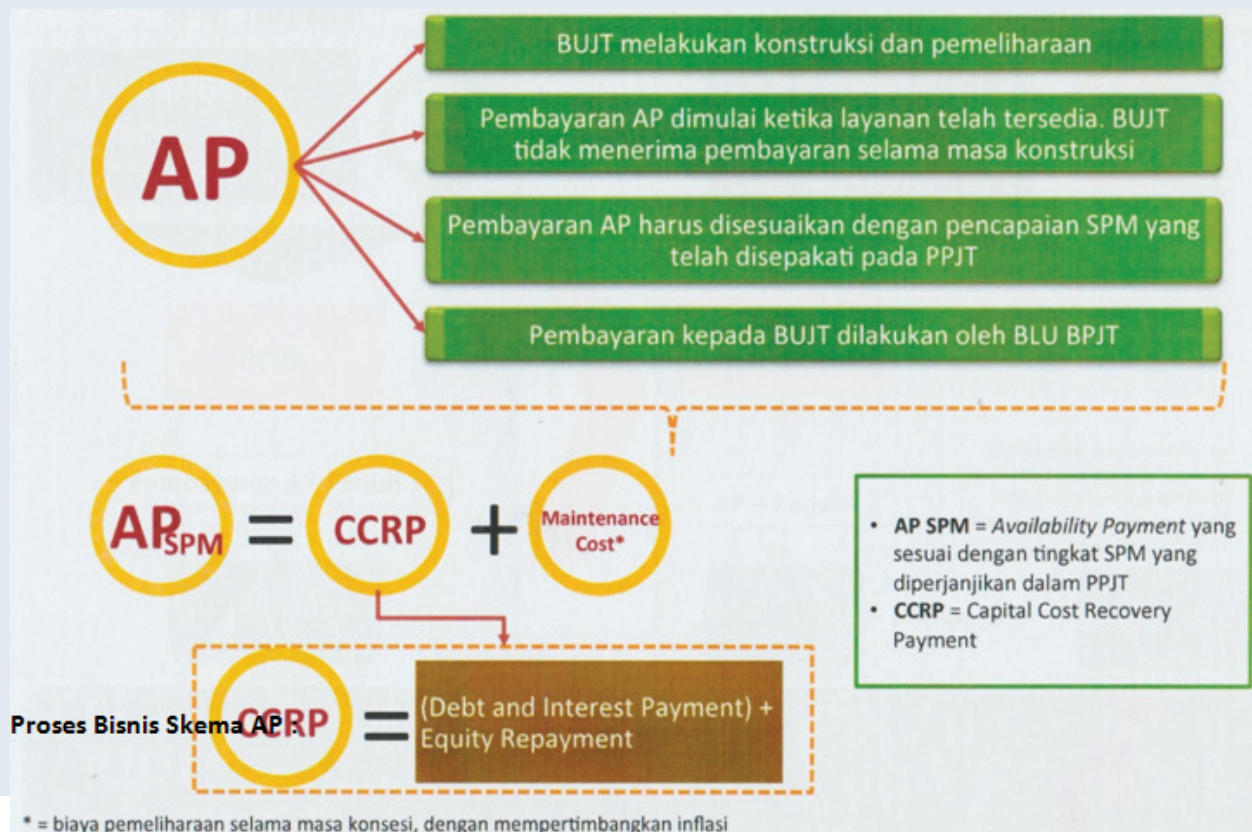 AP
BUJT melakukan konstruksi dan pemeliharaan
Pembayaran AP dimulai ketika layanan telah tersedia. BUJT
tidak menerima pembayaran selama masa konstruksi
Pembayaran AP harus disesuaikan dengan pencapaian SPM yang
telah disepakati pada PPJT
Pembayaran kepada BUJT dilakukan oleh BLU BPJT
AP SPM = CCRP + Maintenance
Cost*
• AP SPM = Availability Payment yang
sesuai dengan tingkat SPM yang
diperjanjikan dalam PPJT
• CCRP = Capital Cost Recovery
Payment
Proses Bisnis Skema AP :
CCRP = (Debt and Interest Payment) +
Equity Repayment
* = biaya pemeliharaan selama masa konsesi, dengan mempertimbangkan inflasi